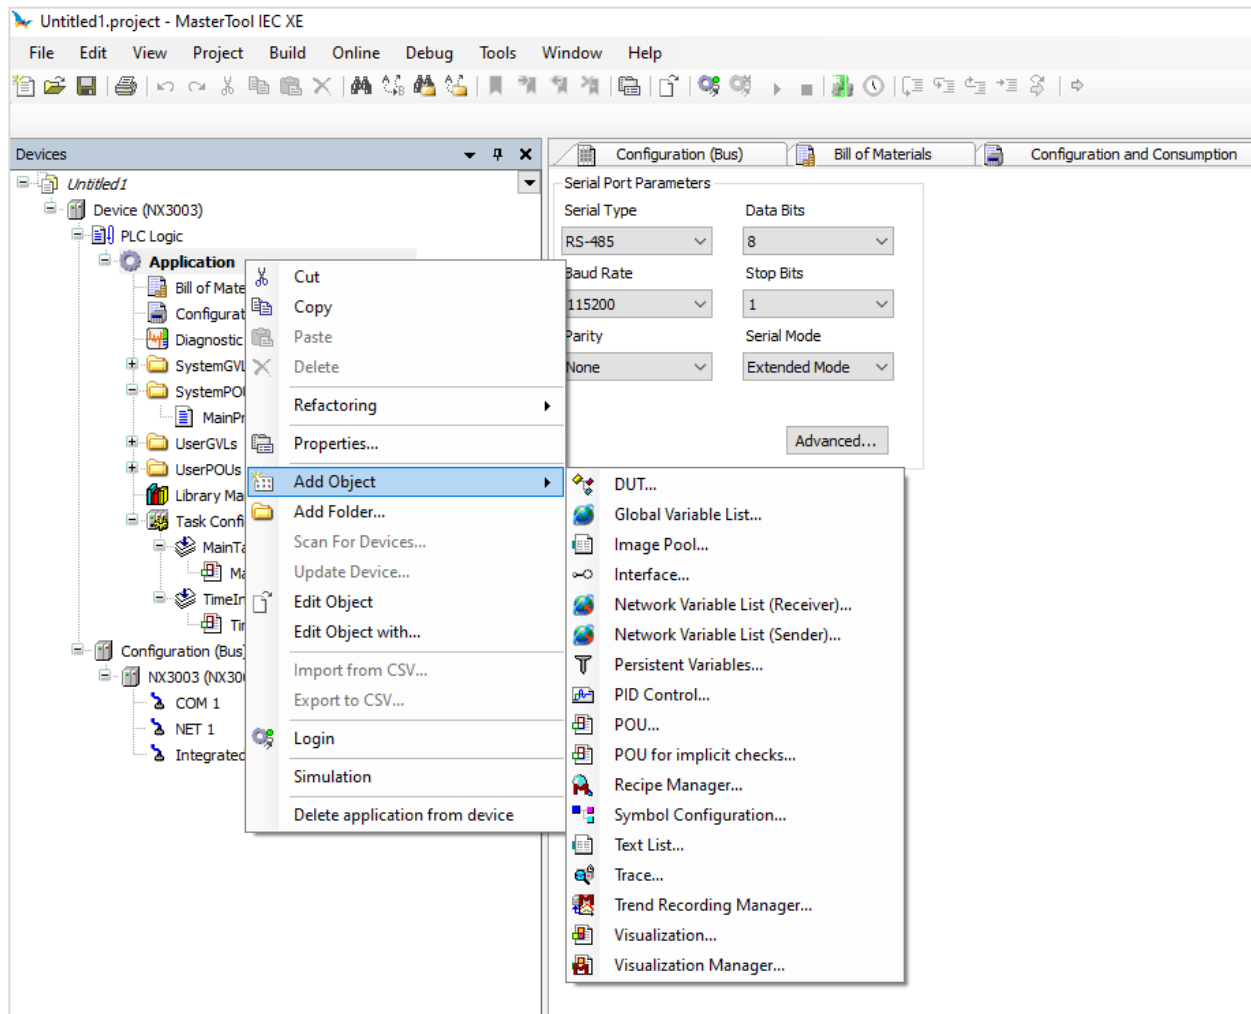 Untitled1.project - MasterTool IEC XE
File Edit View Project Build Online Debug Tools Window Help
Devices
Untitled1
Device (NX3003)
PLC Logic
Application
Bill of Mate
Configurat
Diagnostic
SystemGVL
SystemPOU
MainPr
UserGVLs
UserPOUs
Library Ma
Task Confi
MainTa
Ma
TimeIn
Tir
Configuration (Bus)
NX3003 (NX300
COM 1
NET 1
Integrated
Cut
Copy
Paste
Delete
Refactoring
Properties...
Add Object
Add Folder...
Scan For Devices...
Update Device...
Edit Object
Edit Object with...
Import from CSV...
Export to CSV...
Login
Simulation
Delete application from device
DUT...
Global Variable List...
Image Pool...
Interface...
Network Variable List (Receiver)...
Network Variable List (Sender)...
Persistent Variables...
PID Control...
POU...
POU for implicit checks...
Recipe Manager...
Symbol Configuration...
Text List...
Trace...
Trend Recording Manager...
Visualization...
Visualization Manager...
Configuration (Bus) Bill of Materials Configuration and Consumption
Serial Port Parameters
Serial Type Data Bits
RS-485 8
Baud Rate Stop Bits
115200 1
Parity Serial Mode
None Extended Mode
Advanced...